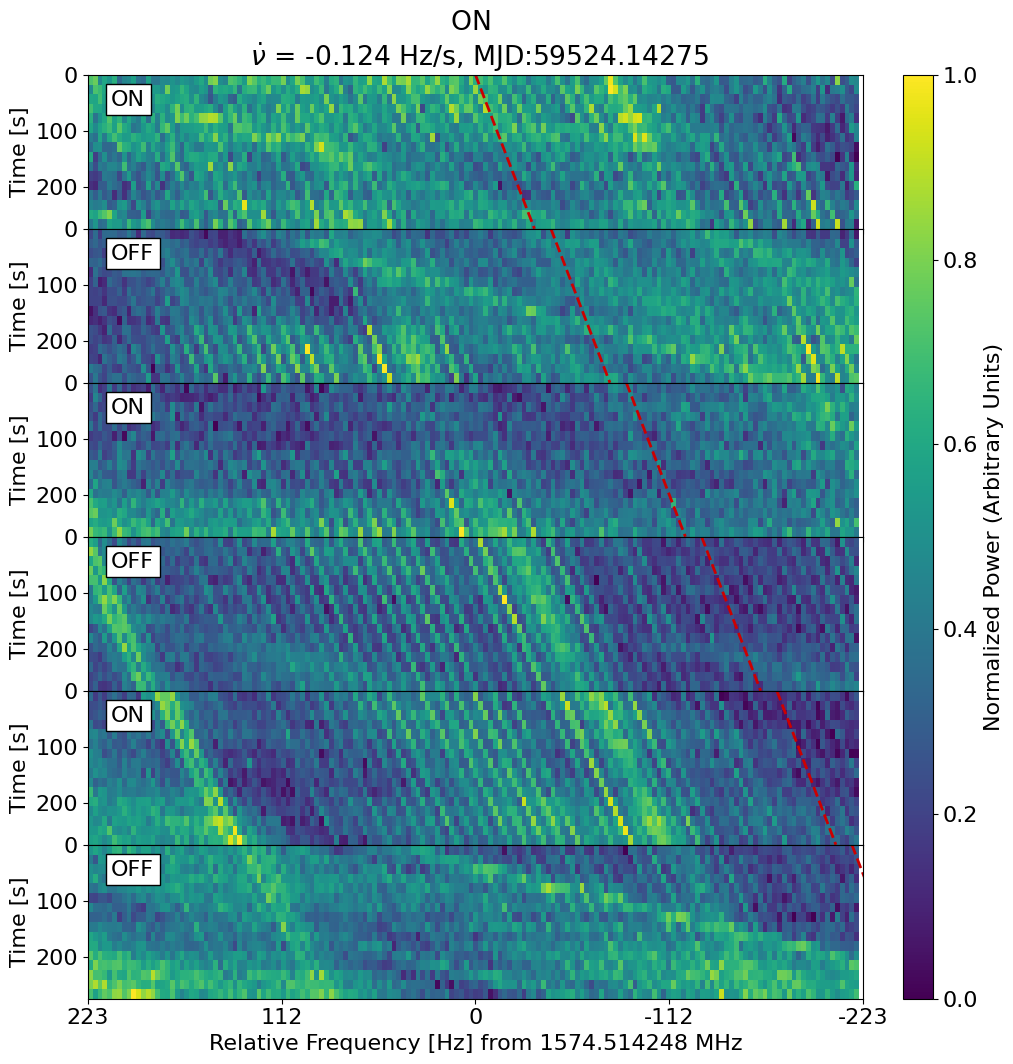 ON
ν̇ = -0.124 Hz/s, MJD:59524.14275
0
100
200
Time [s]
ON
0
100
200
Time [s]
OFF
0
100
200
Time [s]
ON
0
100
200
Time [s]
OFF
0
100
200
Time [s]
ON
0
100
200
Time [s]
OFF
223
112
0
-112
-223
Relative Frequency [Hz] from 1574.514248 MHz
1.0
0.8
0.6
0.4
0.2
0.0
Normalized Power (Arbitrary Units)